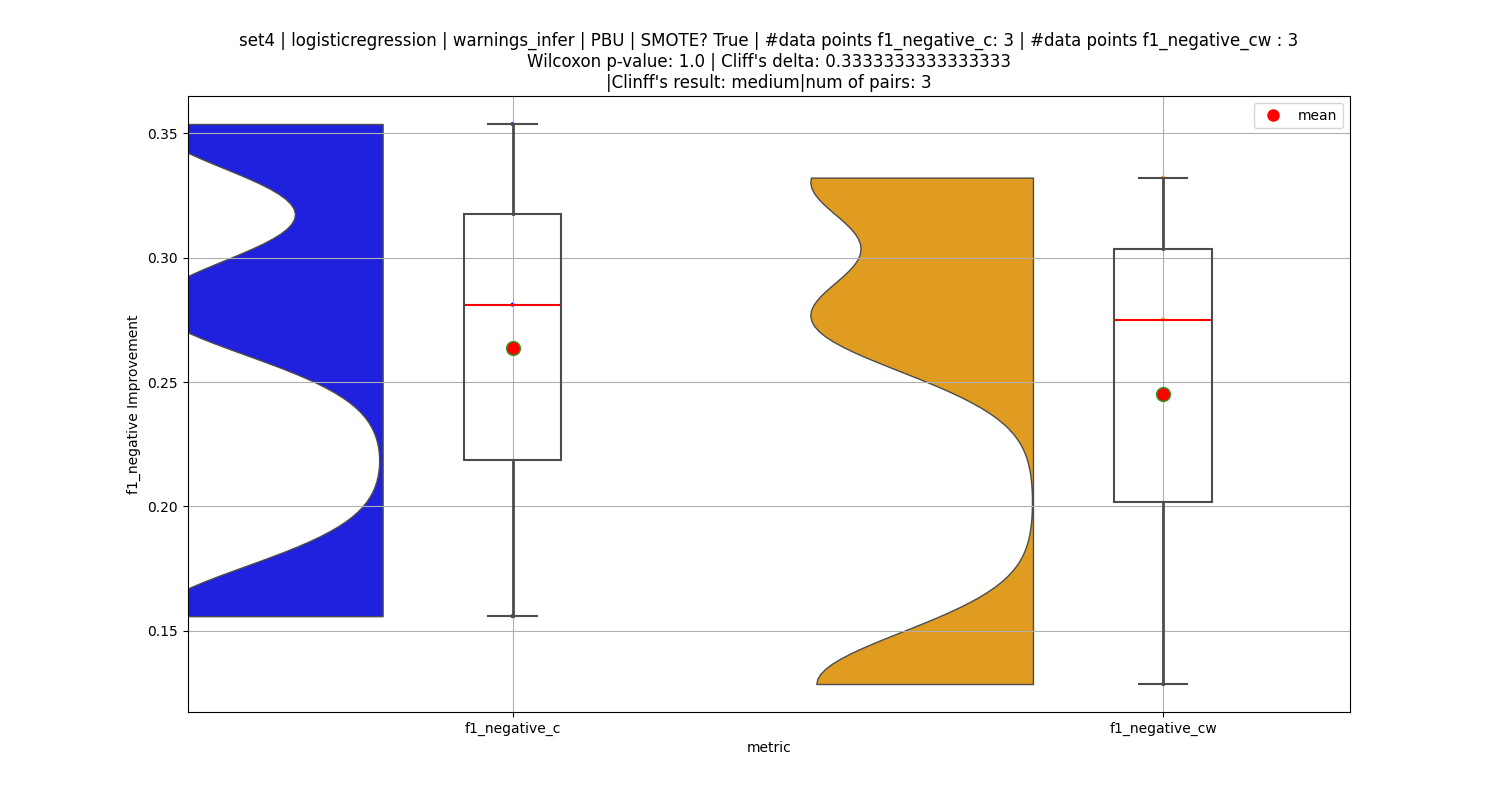 set4 | logisticregression | warnings_infer | PBU | SMOTE? True | #data points f1_negative_c: 3 | #data points f1_negative_cw : 3
Wilcoxon p-value: 1.0 | Cliff's delta: 0.3333333333333333
|Clinff's result: medium|num of pairs: 3
mean
0.35
0.30
0.25
0.20
0.15
f1_negative Improvement
f1_negative_c
f1_negative_cw
metric